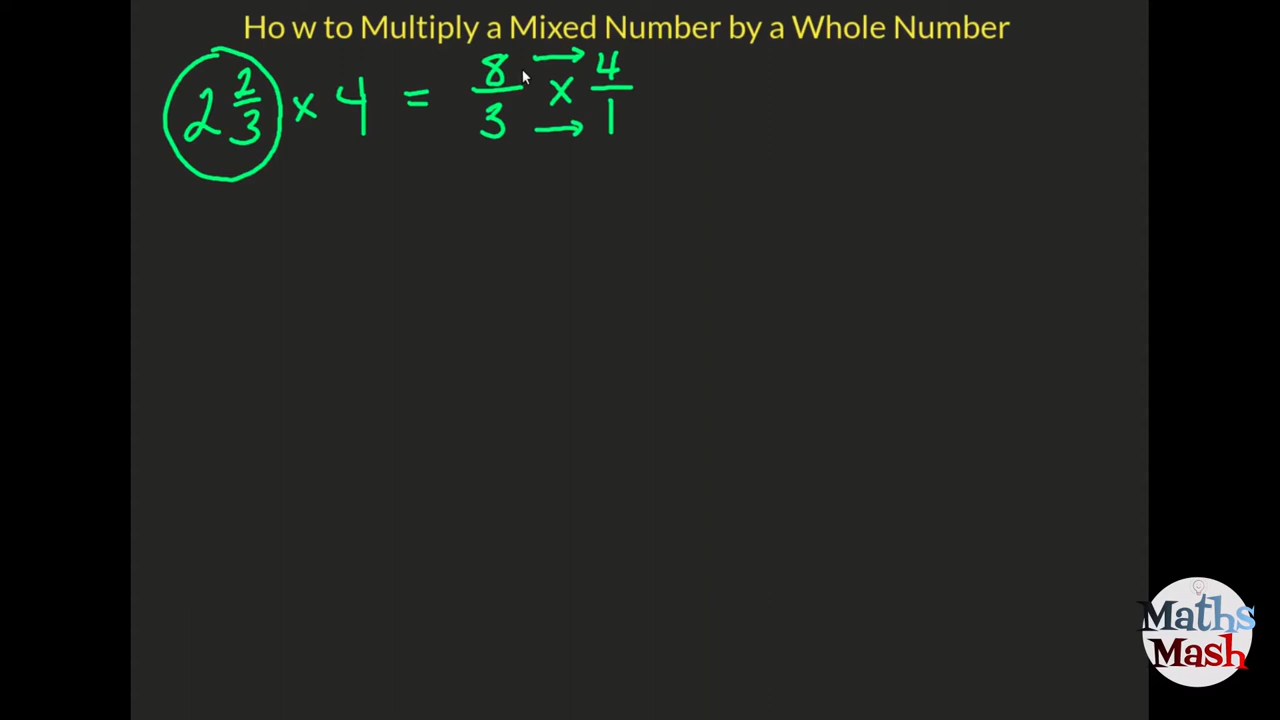 Ho w to Multiply a Mixed Number by a Whole Number
2 2/3 × 4 = 8/3 × 4/1
Maths
Mash